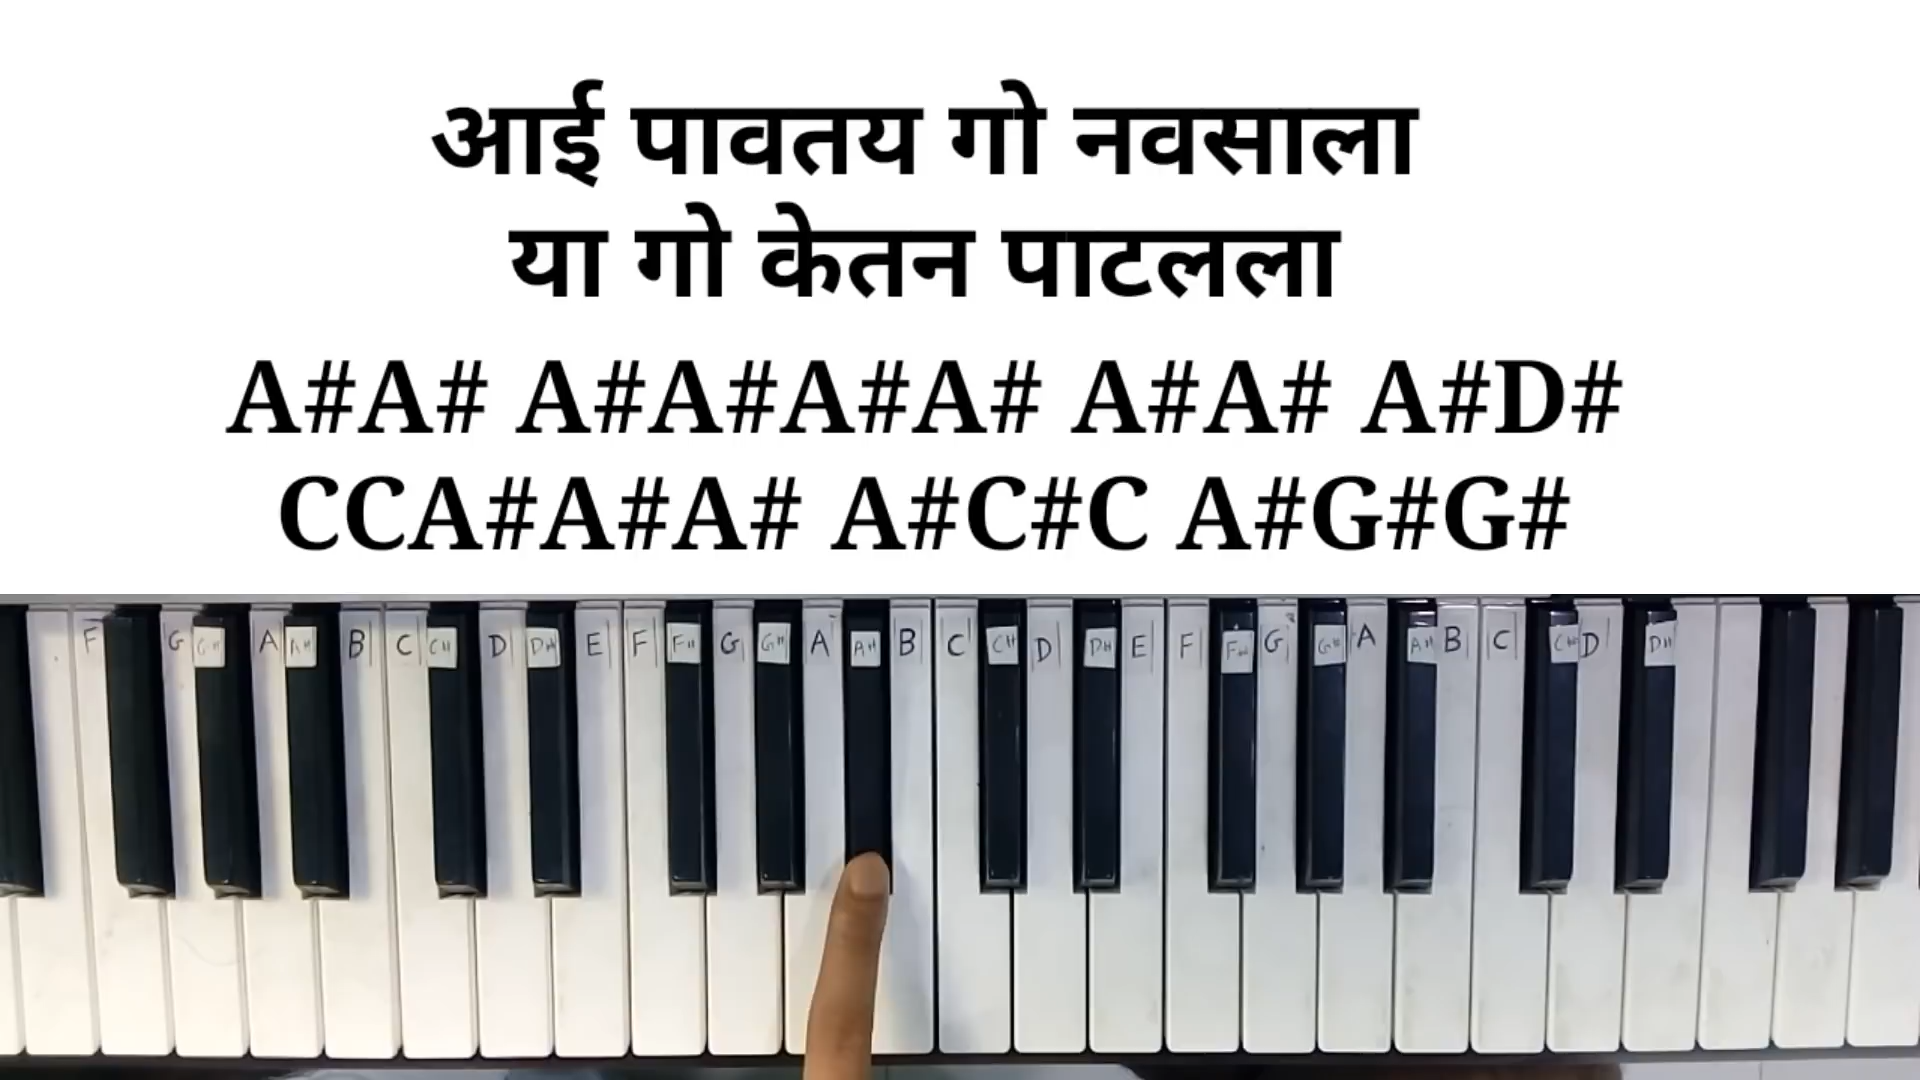 आई पावतय गो नवसाला
या गो केतन पाटलला
A#A# A#A#A#A# A#A# A#D#
CCA#A#A# A#C#C A#G#G#
F G G# A A# B C C# D D# E F F# G G# A A# B C C# D D# E F F# G G# A A# B C C# D D#